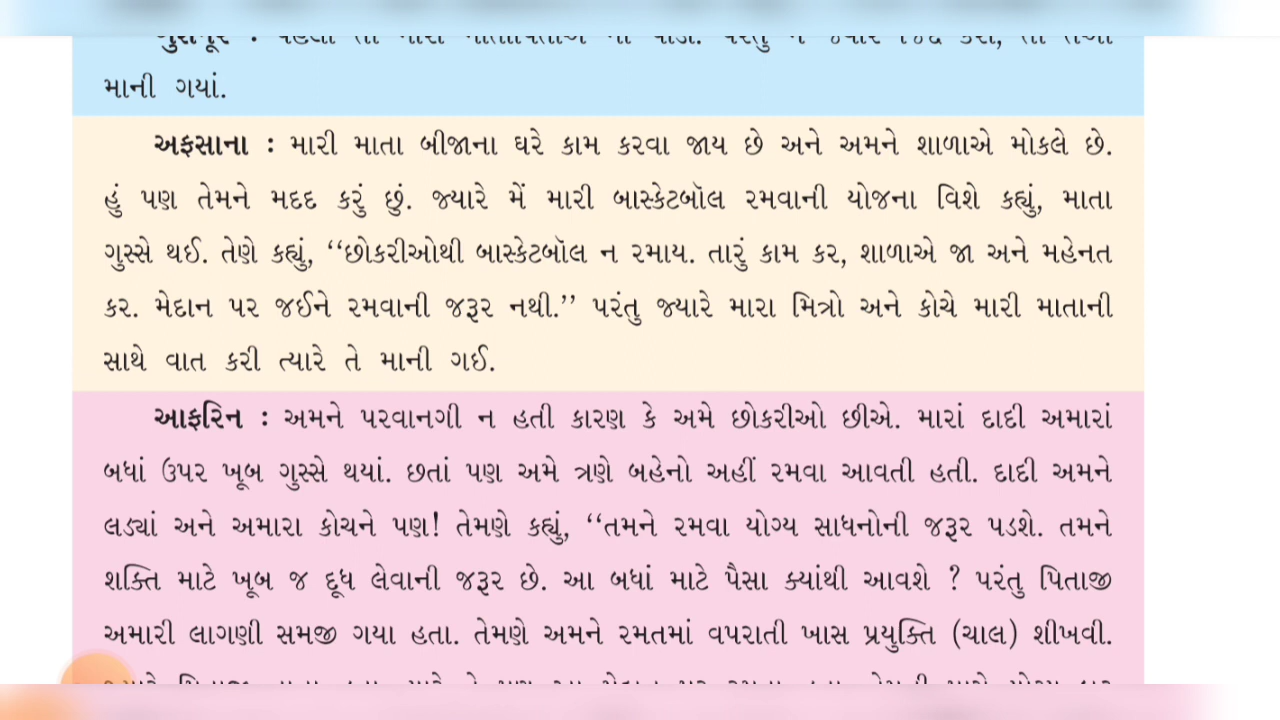 માની ગયાં.
અફસાના : મારી માતા બીજાના ઘરે કામ કરવા જાય છે અને અમને શાળાએ મોકલે છે.
હું પણ તેમને મદદ કરું છું. જ્યારે મેં મારી બાસ્કેટબૉલ રમવાની યોજના વિશે કહ્યું, માતા
ગુસ્સે થઈ. તેણે કહ્યું, ‘‘છોકરીઓથી બાસ્કેટબૉલ ન રમાય. તારું કામ કર, શાળાએ જા અને મહેનત
કર. મેદાન પર જઈને રમવાની જરૂર નથી.’’ પરંતુ જ્યારે મારા મિત્રો અને કોચે મારી માતાની
સાથે વાત કરી ત્યારે તે માની ગઈ.
આફરિન : અમને પરવાનગી ન હતી કારણ કે અમે છોકરીઓ છીએ. મારાં દાદી અમારાં
બધાં ઉપર ખૂબ ગુસ્સે થયાં. છતાં પણ અમે ત્રણે બહેનો અહીં રમવા આવતી હતી. દાદી અમને
લડ્યાં અને અમારા કોચને પણ! તેમણે કહ્યું, ‘‘તમને રમવા યોગ્ય સાધનોની જરૂર પડશે. તમને
શક્તિ માટે ખૂબ જ દૂધ લેવાની જરૂર છે. આ બધાં માટે પૈસા ક્યાંથી આવશે ? પરંતુ પિતાજી
અમારી લાગણી સમજી ગયા હતા. તેમણે અમને રમતમાં વપરાતી ખાસ પ્રયુક્તિ (ચાલ) શીખવી.